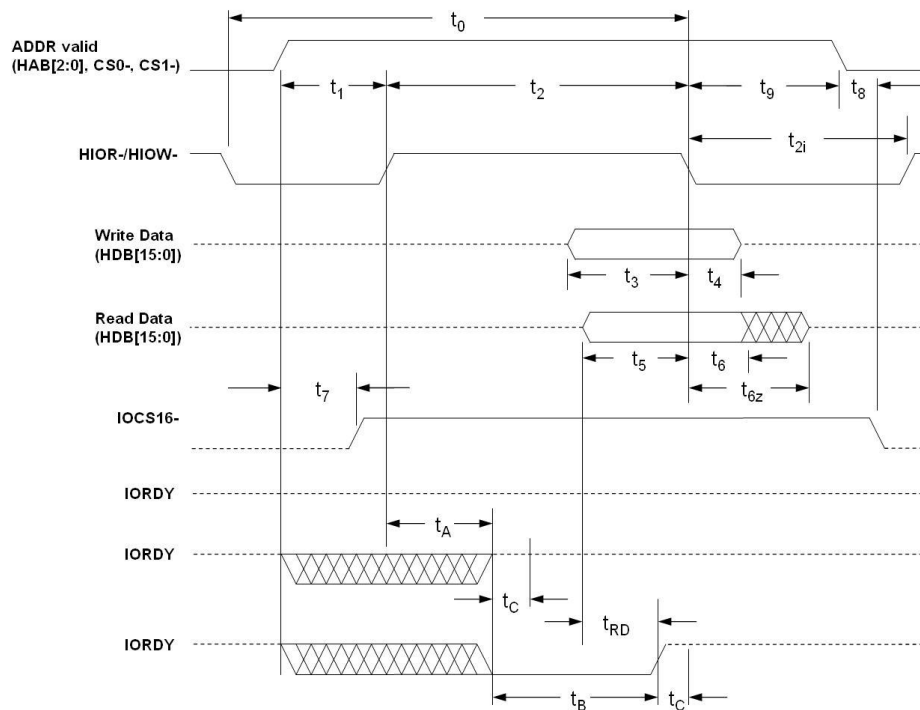 t0
ADDR valid
(HAB[2:0], CS0-, CS1-)
t1
t2
t9
t8
HIOR-/HIOW-
t2i
Write Data
(HDB[15:0])
t3
t4
Read Data
(HDB[15:0])
t5
t6
t6z
t7
IOCS16-
IORDY
tA
IORDY
tC
tRD
IORDY
tB
tC